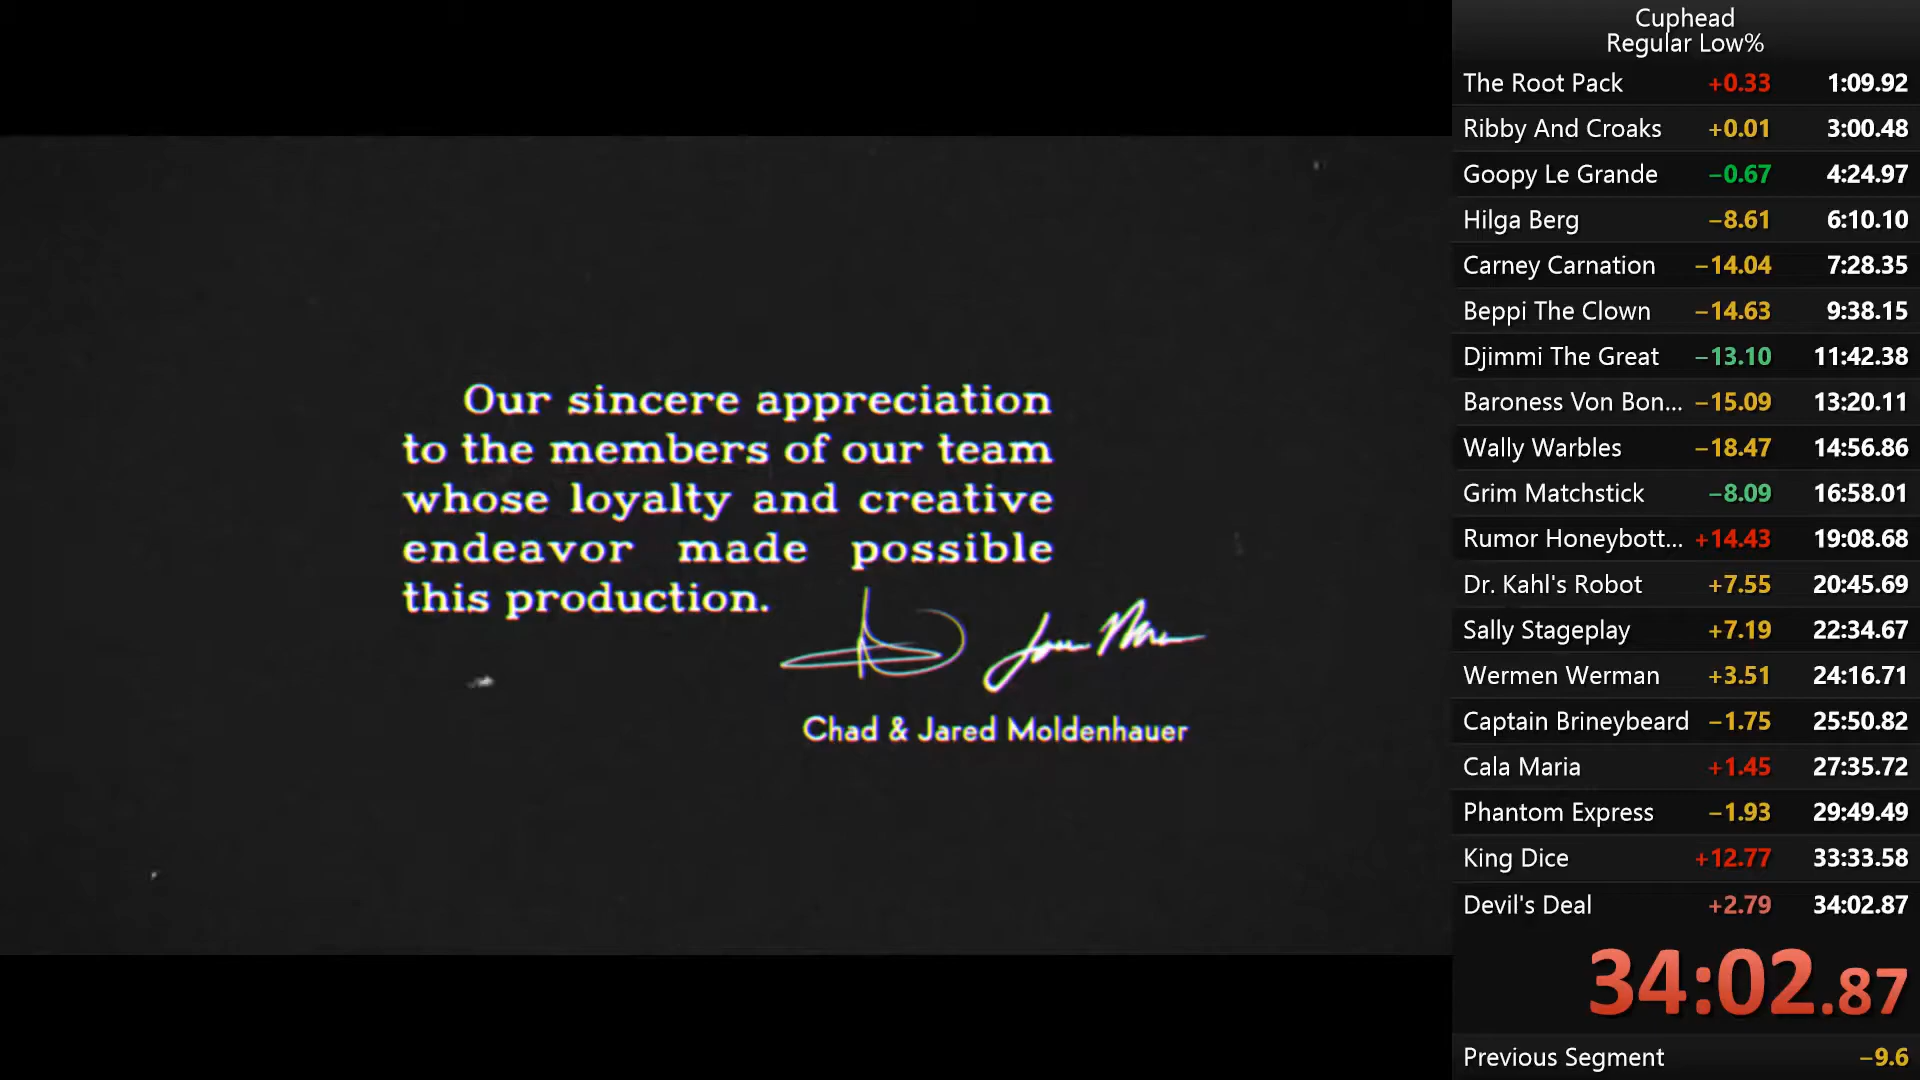 Our sincere appreciation
to the members of our team
whose loyalty and creative
endeavor made possible
this production.
Chad & Jared Moldenhauer
Cuphead
Regular Low%
The Root Pack +0.33 1:09.92
Ribby And Croaks +0.01 3:00.48
Goopy Le Grande −0.67 4:24.97
Hilga Berg −8.61 6:10.10
Carney Carnation −14.04 7:28.35
Beppi The Clown −14.63 9:38.15
Djimmi The Great −13.10 11:42.38
Baroness Von Bon... −15.09 13:20.11
Wally Warbles −18.47 14:56.86
Grim Matchstick −8.09 16:58.01
Rumor Honeybott... +14.43 19:08.68
Dr. Kahl's Robot +7.55 20:45.69
Sally Stageplay +7.19 22:34.67
Wermen Werman +3.51 24:16.71
Captain Brineybeard −1.75 25:50.82
Cala Maria +1.45 27:35.72
Phantom Express −1.93 29:49.49
King Dice +12.77 33:33.58
Devil's Deal +2.79 34:02.87
34:02.87
Previous Segment −9.6